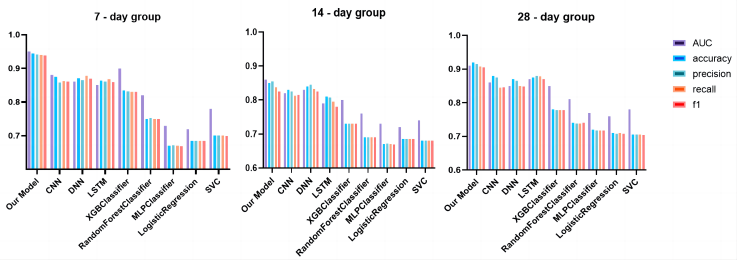 7 - day group
1.0
0.9
0.8
0.7
Our Model
CNN
DNN
LSTM
XGBClassifier
RandomForestClassifier
MLPClassifier
LogisticRegression
SVC
14 - day group
1.0
0.9
0.8
0.7
0.6
Our Model
CNN
DNN
LSTM
XGBClassifier
RandomForestClassifier
MLPClassifier
LogisticRegression
SVC
28 - day group
1.0
0.9
0.8
0.7
0.6
Our Model
CNN
DNN
LSTM
XGBClassifier
RandomForestClassifier
MLPClassifier
LogisticRegression
SVC
AUC
accuracy
precision
recall
f1